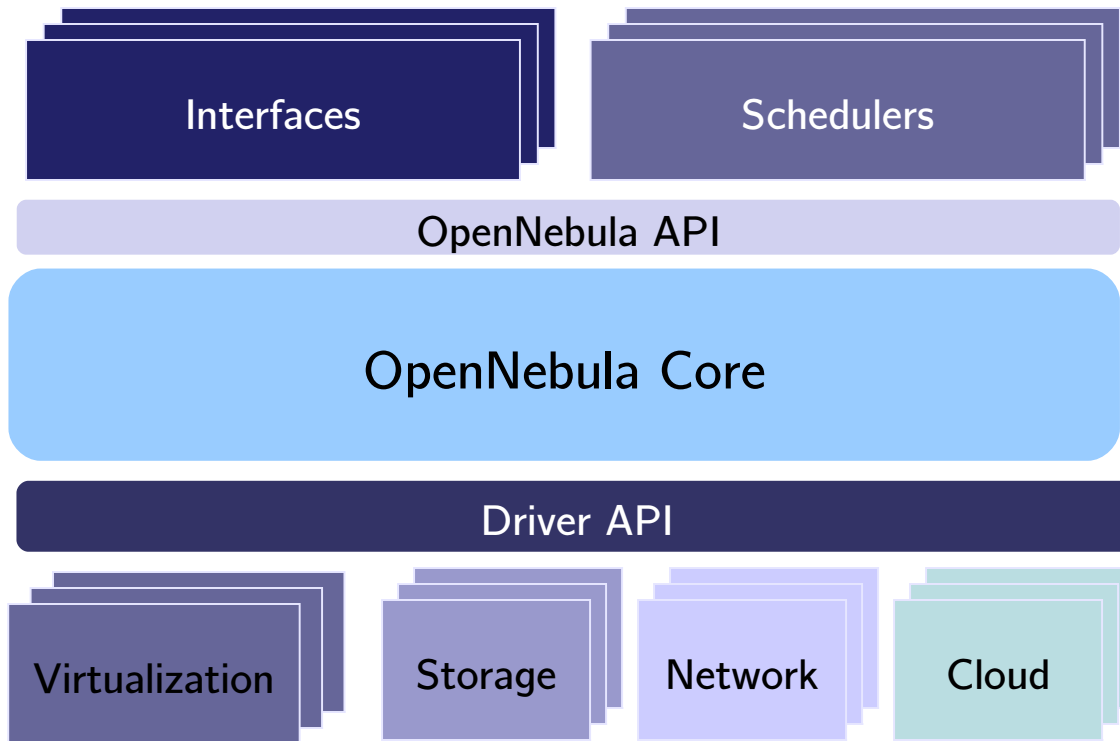 Interfaces
Schedulers
OpenNebula API
OpenNebula Core
Driver API
Virtualization
Storage
Network
Cloud